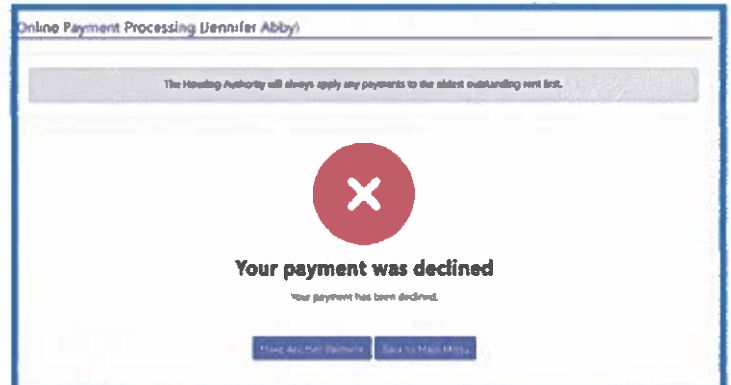 Online Payment Processing (Jennifer Abby)
The Housing Authority will always apply any payments to the oldest outstanding rent first.
Your payment was declined
Your payment has been declined.
Make Another Payment
Back to Main Menu